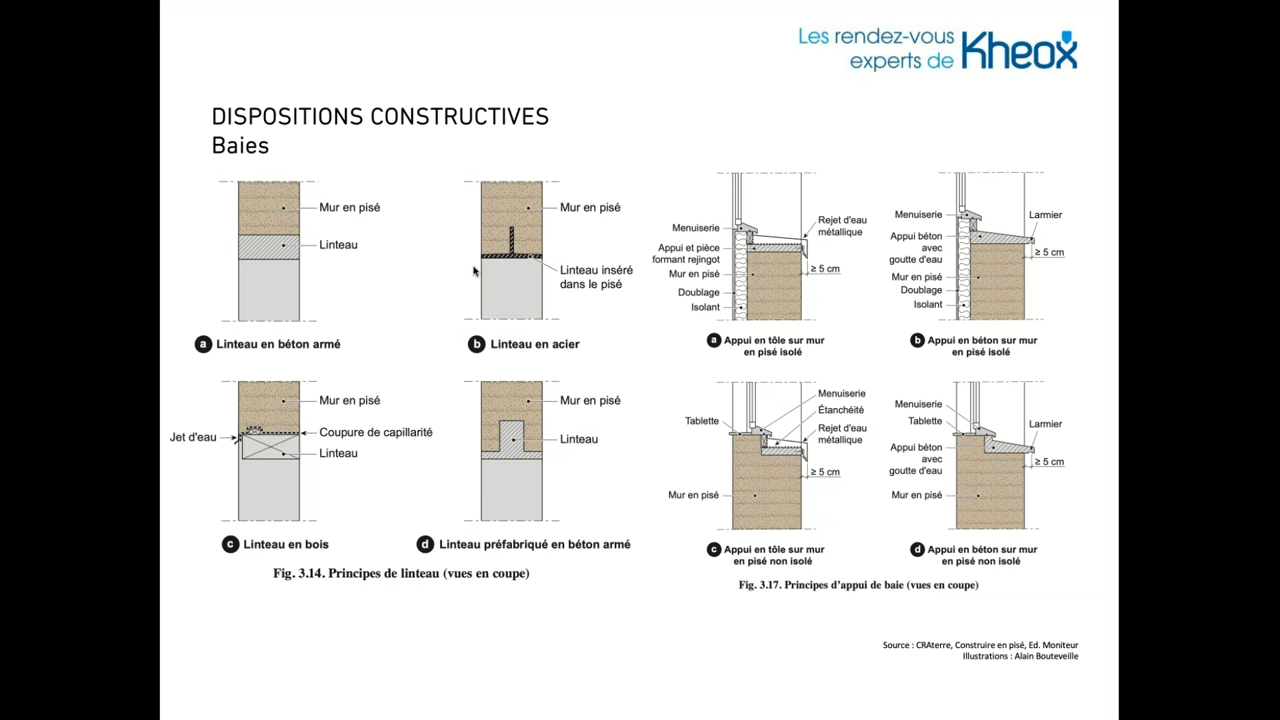 Les rendez-vous
experts de Kheox
DISPOSITIONS CONSTRUCTIVES
Baies
Mur en pisé
Linteau
a Linteau en béton armé
Mur en pisé
Linteau inséré
dans le pisé
b Linteau en acier
Mur en pisé
Jet d'eau
Coupure de capillarité
Linteau
c Linteau en bois
Mur en pisé
Linteau
d Linteau préfabriqué en béton armé
Fig. 3.14. Principes de linteau (vues en coupe)
Menuiserie
Rejet d'eau
métallique
Appui et pièce
formant rejingot
≥ 5 cm
Mur en pisé
Doublage
Isolant
a Appui en tôle sur mur
en pisé isolé
Menuiserie
Larmier
Appui béton
avec
goutte d'eau
≥ 5 cm
Mur en pisé
Doublage
Isolant
b Appui en béton sur mur
en pisé isolé
Menuiserie
Étanchéité
Tablette
Rejet d'eau
métallique
≥ 5 cm
Mur en pisé
c Appui en tôle sur mur
en pisé non isolé
Menuiserie
Tablette
Larmier
Appui béton
avec
goutte d'eau
≥ 5 cm
Mur en pisé
d Appui en béton sur mur
en pisé non isolé
Fig. 3.17. Principes d'appui de baie (vues en coupe)
Source : CRAterre, Construire en pisé, Ed. Moniteur
Illustrations : Alain Bouteveille